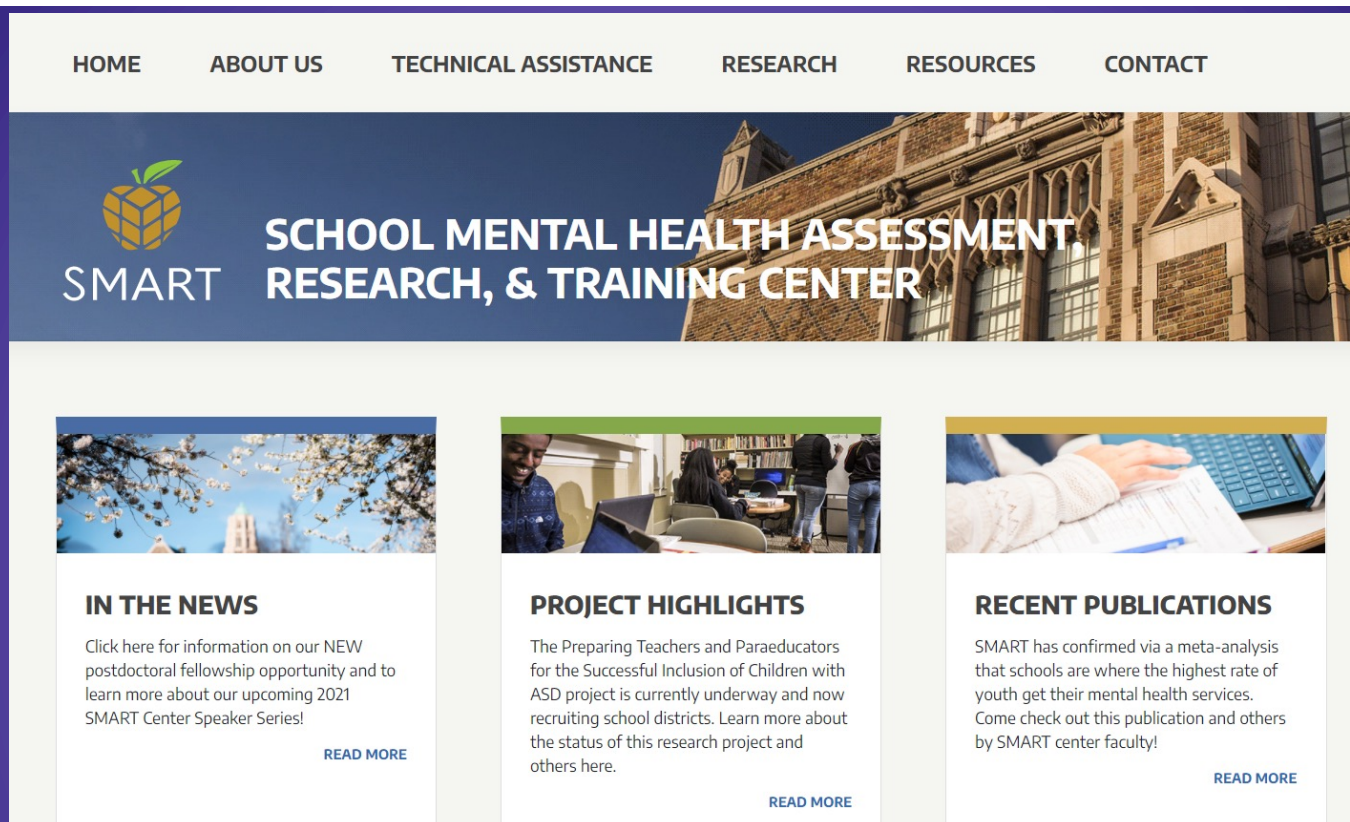 HOME ABOUT US TECHNICAL ASSISTANCE RESEARCH RESOURCES CONTACT
SMART
SCHOOL MENTAL HEALTH ASSESSMENT,
RESEARCH, & TRAINING CENTER
IN THE NEWS
Click here for information on our NEW
postdoctoral fellowship opportunity and to
learn more about our upcoming 2021
SMART Center Speaker Series!
READ MORE
PROJECT HIGHLIGHTS
The Preparing Teachers and Paraeducators
for the Successful Inclusion of Children with
ASD project is currently underway and now
recruiting school districts. Learn more about
the status of this research project and
others here.
READ MORE
RECENT PUBLICATIONS
SMART has confirmed via a meta-analysis
that schools are where the highest rate of
youth get their mental health services.
Come check out this publication and others
by SMART center faculty!
READ MORE